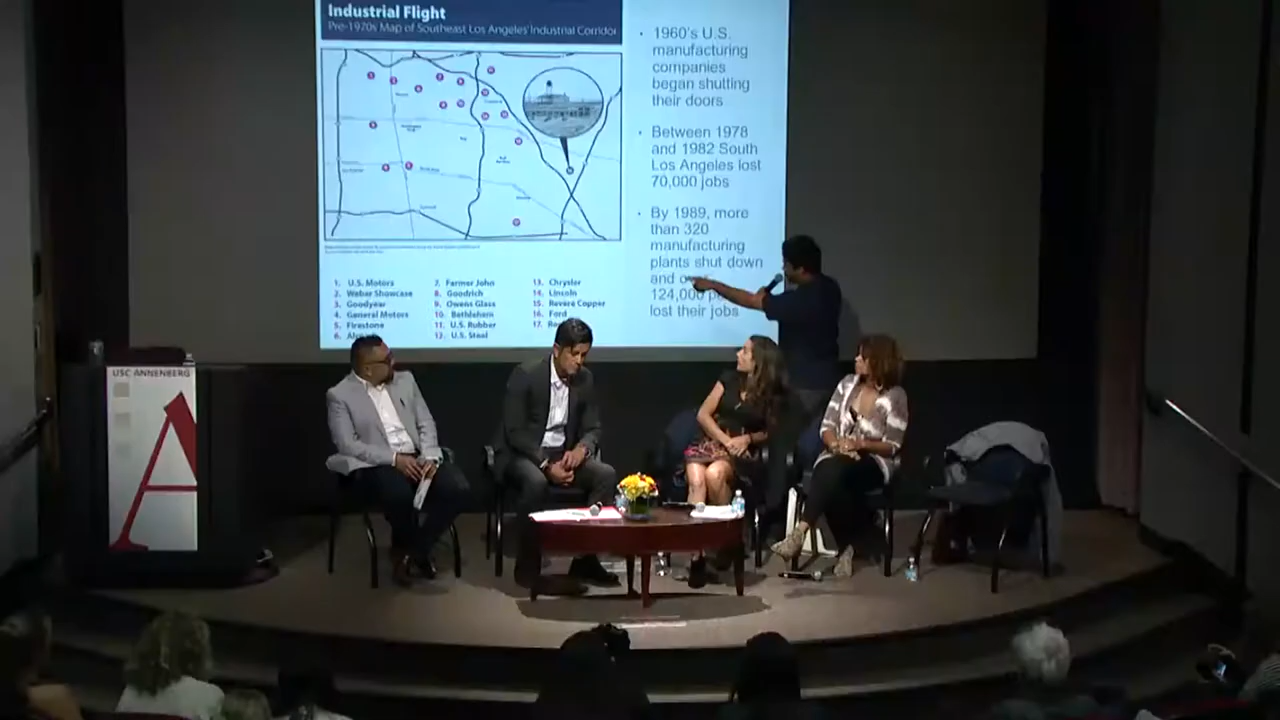 Industrial Flight
Pre-1970s Map of Southeast Los Angeles' Industrial Corridor
• 1960's U.S.
manufacturing
companies
began shutting
their doors
• Between 1978
and 1982 South
Los Angeles lost
70,000 jobs
• By 1989, more
than 320
manufacturing
plants shut down
and
124,000
lost their jobs
1. U.S. Motors
2. Weber Showcase
3. Goodyear
4. General Motors
5. Firestone
6.
7. Farmer John
8. Goodrich
9. Owens Glass
10. Bethleham
11. U.S. Rubber
12. U.S. Steel
13. Chrysler
14. Lincoln
15. Revere Copper
16. Ford
17.
USC ANNENBERG
A